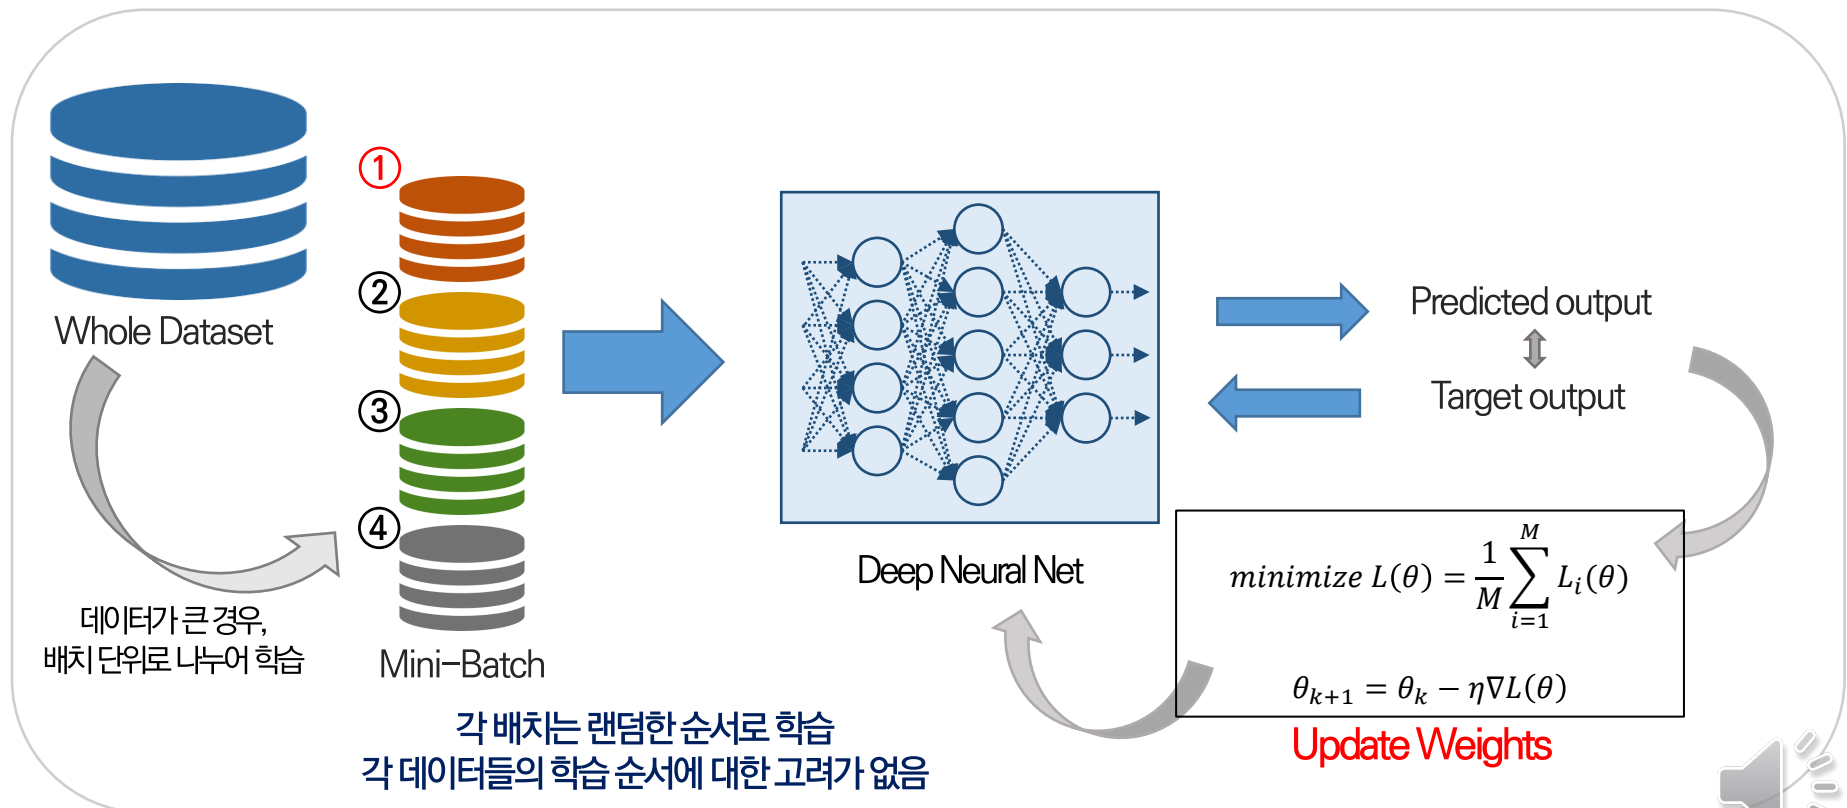 Whole Dataset
데이터가 큰 경우,
배치 단위로 나누어 학습
①
②
③
④
Mini-Batch
각 배치는 랜덤한 순서로 학습
각 데이터들의 학습 순서에 대한 고려가 없음
Deep Neural Net
Predicted output
Target output
minimize L(θ) = \frac{1}{M} \sum_{i=1}^{M} L_i(θ)
θ_{k+1} = θ_k − η∇L(θ)
Update Weights